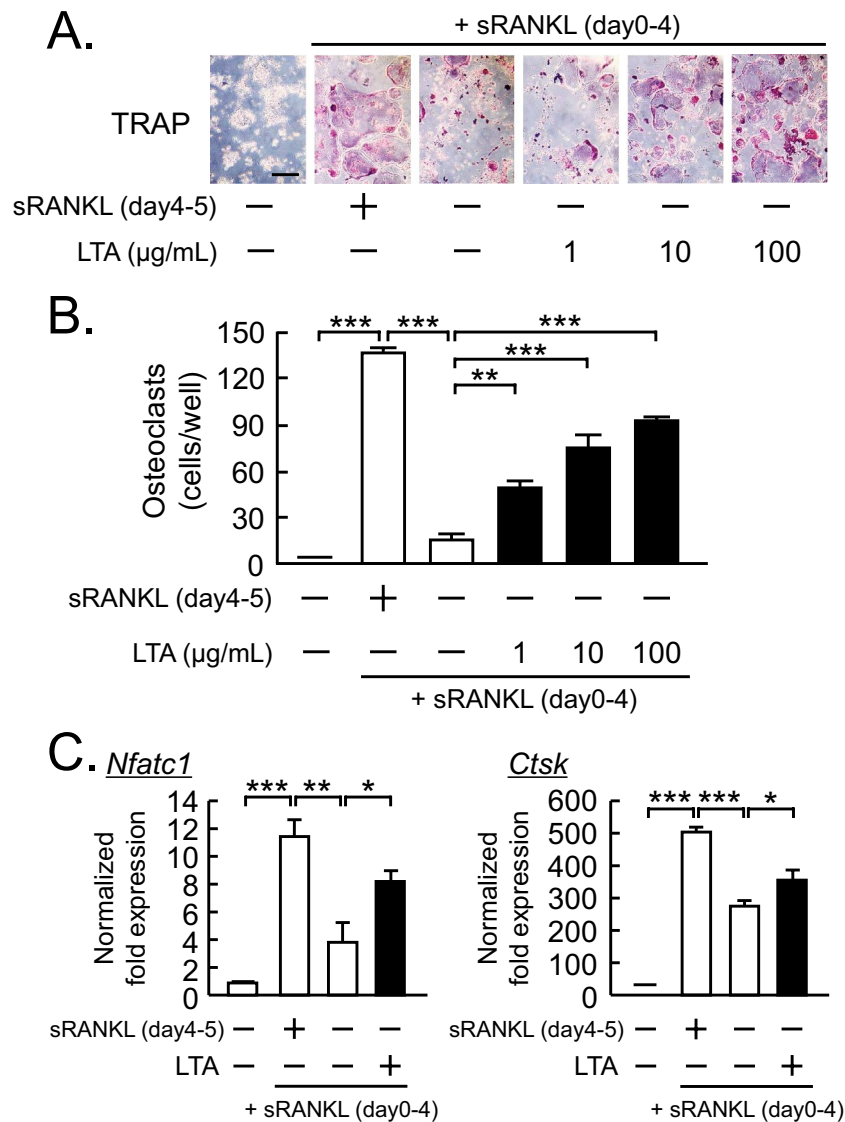 A.
+ sRANKL (day0-4)
TRAP
sRANKL (day4-5) — + — — — —
LTA (µg/mL) — — — 1 10 100
B.
*** *** ***
***
**
Osteoclasts
(cells/well)
150
120
90
60
30
0
sRANKL (day4-5) — + — — — —
LTA (µg/mL) — — — 1 10 100
+ sRANKL (day0-4)
C.
Nfatc1
*** ** *
Normalized
fold expression
14
12
10
8
6
4
2
0
sRANKL (day4-5) — + — —
LTA — — — +
+ sRANKL (day0-4)
Ctsk
*** *** *
Normalized
fold expression
600
500
400
300
200
100
0
sRANKL (day4-5) — + — —
LTA — — — +
+ sRANKL (day0-4)